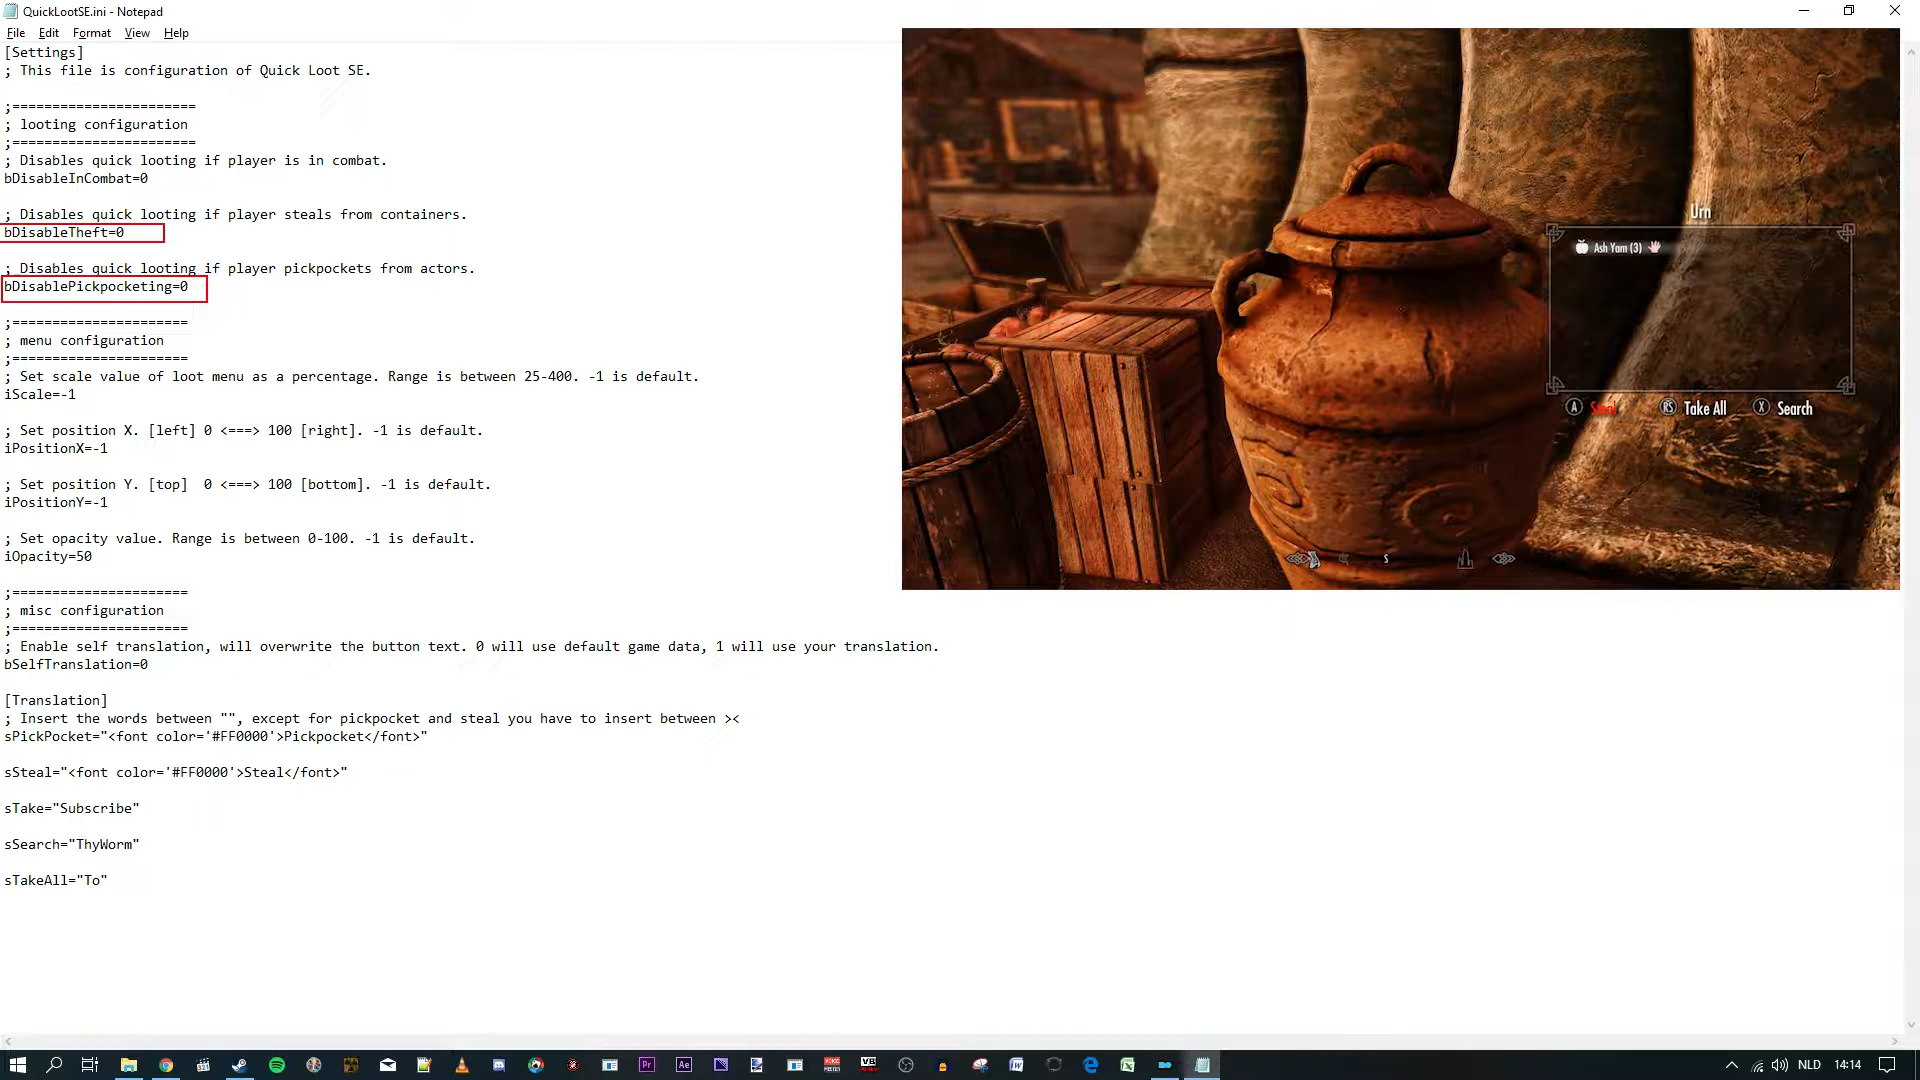 QuickLootSE.ini - Notepad
File Edit Format View Help
[Settings]
; This file is configuration of Quick Loot SE.
;=======================
; looting configuration
;=======================
; Disables quick looting if player is in combat.
bDisableInCombat=0
; Disables quick looting if player steals from containers.
bDisableTheft=0
; Disables quick looting if player pickpockets from actors.
bDisablePickpocketing=0
;======================
; menu configuration
;======================
; Set scale value of loot menu as a percentage. Range is between 25-400. -1 is default.
iScale=-1
; Set position X. [left] 0 <===> 100 [right]. -1 is default.
iPositionX=-1
; Set position Y. [top]  0 <===> 100 [bottom]. -1 is default.
iPositionY=-1
; Set opacity value. Range is between 0-100. -1 is default.
iOpacity=50
;======================
; misc configuration
;======================
; Enable self translation, will overwrite the button text. 0 will use default game data, 1 will use your translation.
bSelfTranslation=0
[Translation]
; Insert the words between "", except for pickpocket and steal you have to insert between ><
sPickPocket="<font color='#FF0000'>Pickpocket</font>"
sSteal="<font color='#FF0000'>Steal</font>"
sTake="Subscribe"
sSearch="ThyWorm"
sTakeAll="To"
Urn
Ash Yam (3)
A Steal RS Take All X Search
S
Pr Ae VB
NLD 14:14